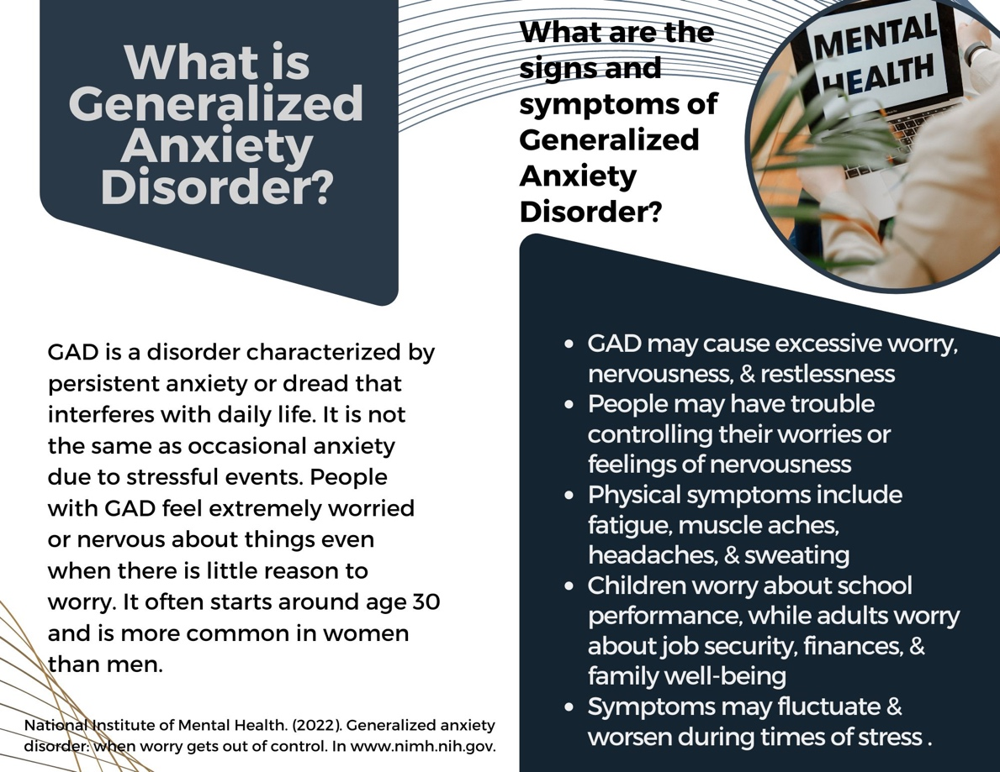 What is
Generalized
Anxiety
Disorder?
GAD is a disorder characterized by
persistent anxiety or dread that
interferes with daily life. It is not
the same as occasional anxiety
due to stressful events. People
with GAD feel extremely worried
or nervous about things even
when there is little reason to
worry. It often starts around age 30
and is more common in women
than men.
National Institute of Mental Health. (2022). Generalized anxiety
disorder: when worry gets out of control. In www.nimh.nih.gov.
What are the
signs and
symptoms of
Generalized
Anxiety
Disorder?
MENTAL
HEALTH
• GAD may cause excessive worry,
nervousness, & restlessness
• People may have trouble
controlling their worries or
feelings of nervousness
• Physical symptoms include
fatigue, muscle aches,
headaches, & sweating
• Children worry about school
performance, while adults worry
about job security, finances, &
family well-being
• Symptoms may fluctuate &
worsen during times of stress .